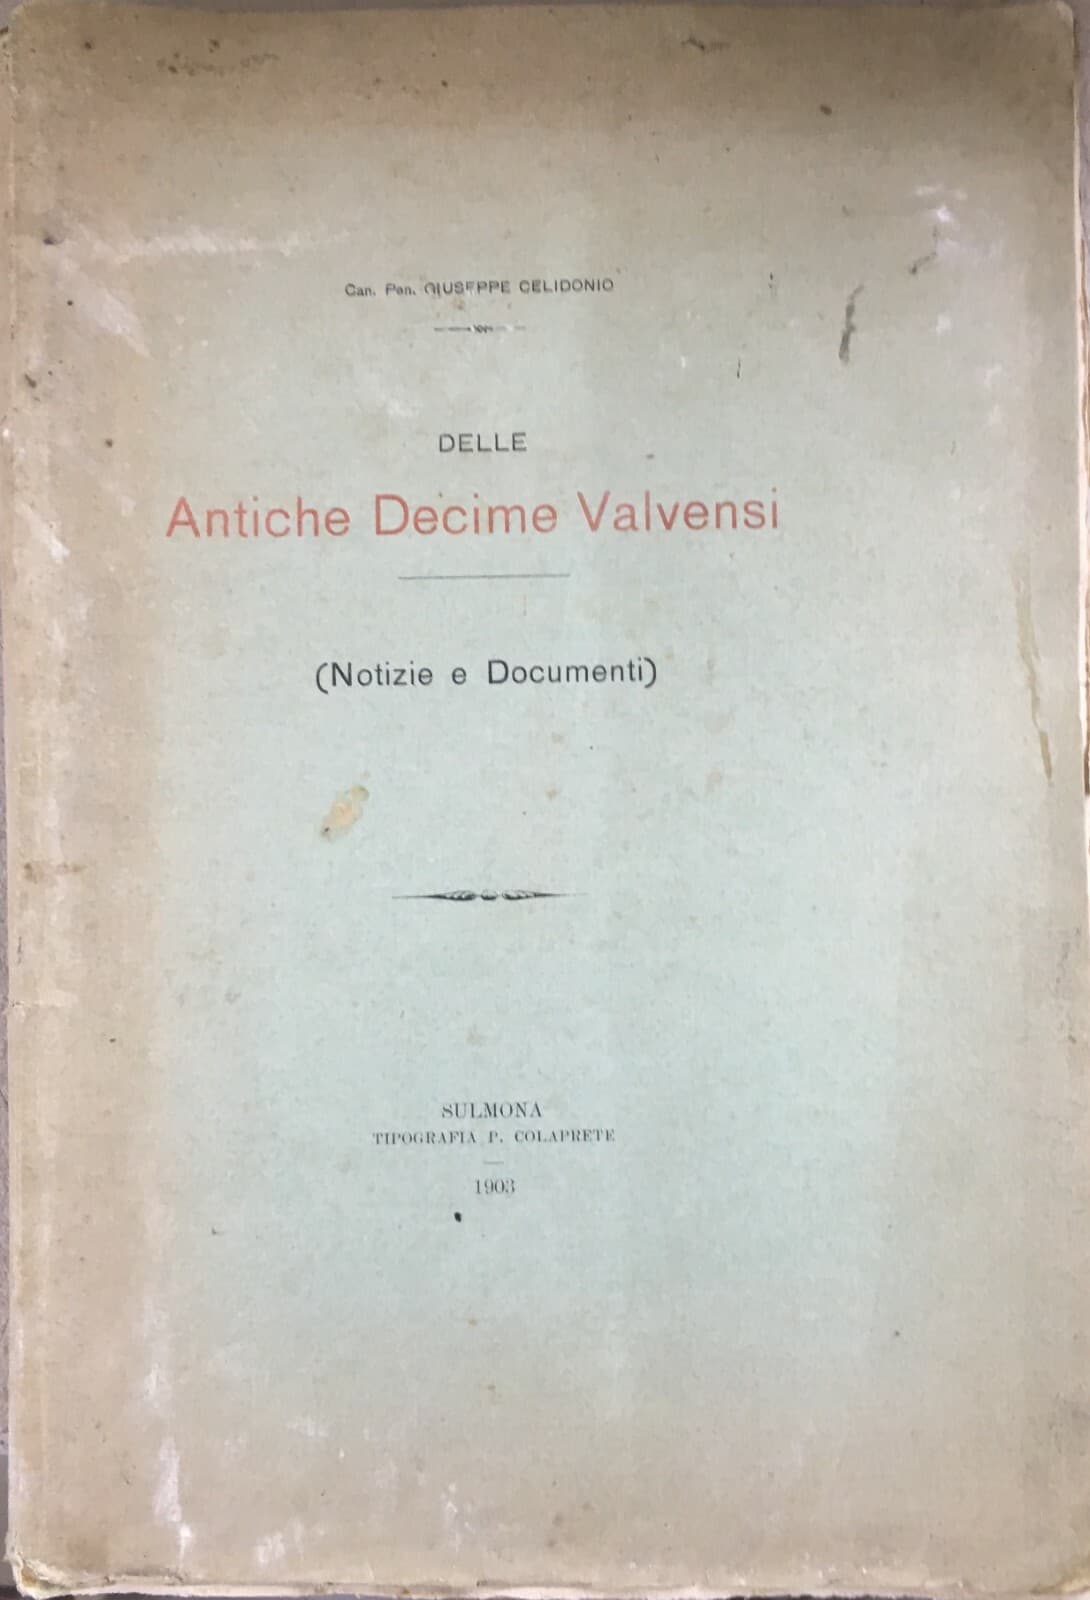 Can. Pen. GIUSEPPE CELIDONIO
DELLE
Antiche Decime Valvensi
(Notizie e Documenti)
SULMONA
TIPOGRAFIA P. COLAPRETE
1903